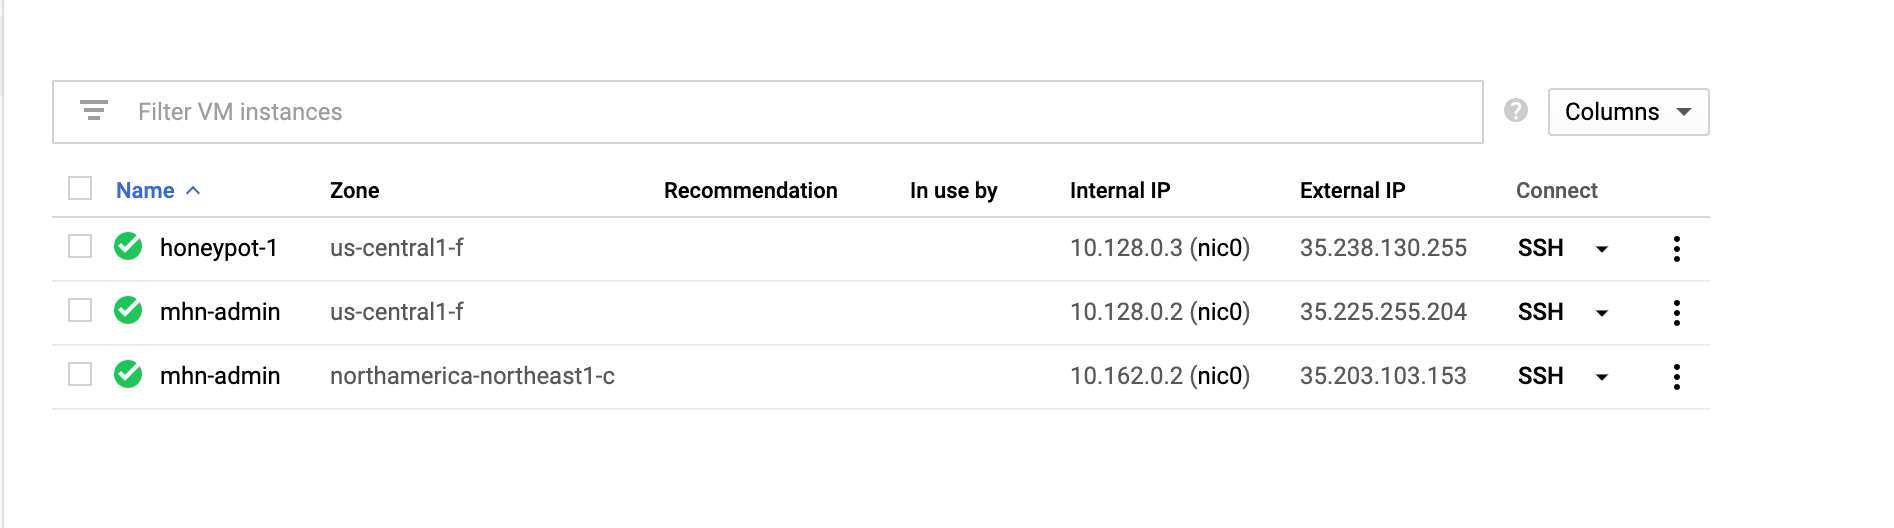 Filter VM instances ? Columns
Name Zone Recommendation In use by Internal IP External IP Connect
honeypot-1 us-central1-f 10.128.0.3 (nic0) 35.238.130.255 SSH
mhn-admin us-central1-f 10.128.0.2 (nic0) 35.225.255.204 SSH
mhn-admin northamerica-northeast1-c 10.162.0.2 (nic0) 35.203.103.153 SSH